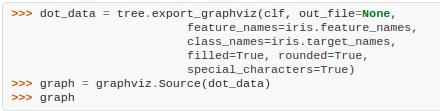 >>> dot_data = tree.export_graphviz(clf, out_file=None,
                         feature_names=iris.feature_names,
                         class_names=iris.target_names,
                         filled=True, rounded=True,
                         special_characters=True)
>>> graph = graphviz.Source(dot_data)
>>> graph